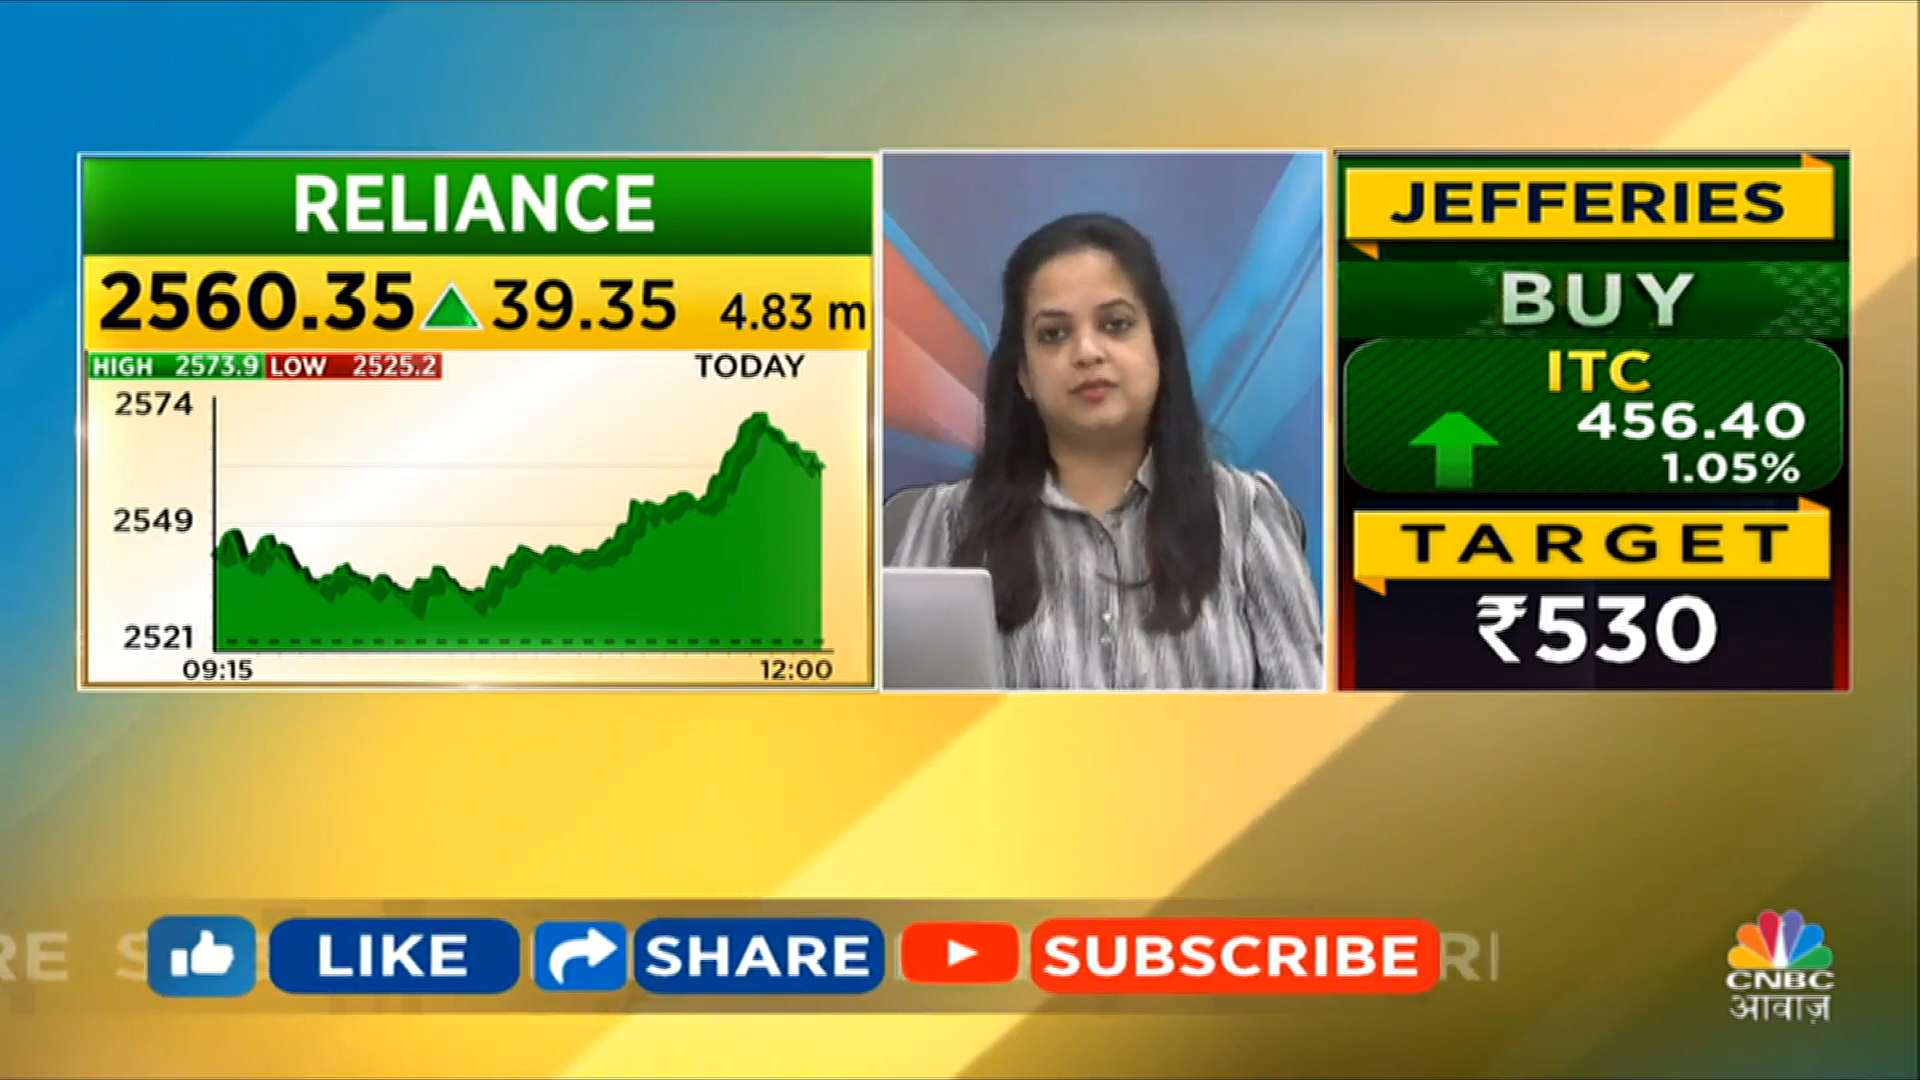 RELIANCE
2560.35 39.35 4.83 m
HIGH 2573.9 LOW 2525.2 TODAY
2574
2549
2521
09:15 12:00
JEFFERIES
BUY
ITC
456.40
1.05%
TARGET
₹530
LIKE SHARE SUBSCRIBE
CNBC
आवाज़